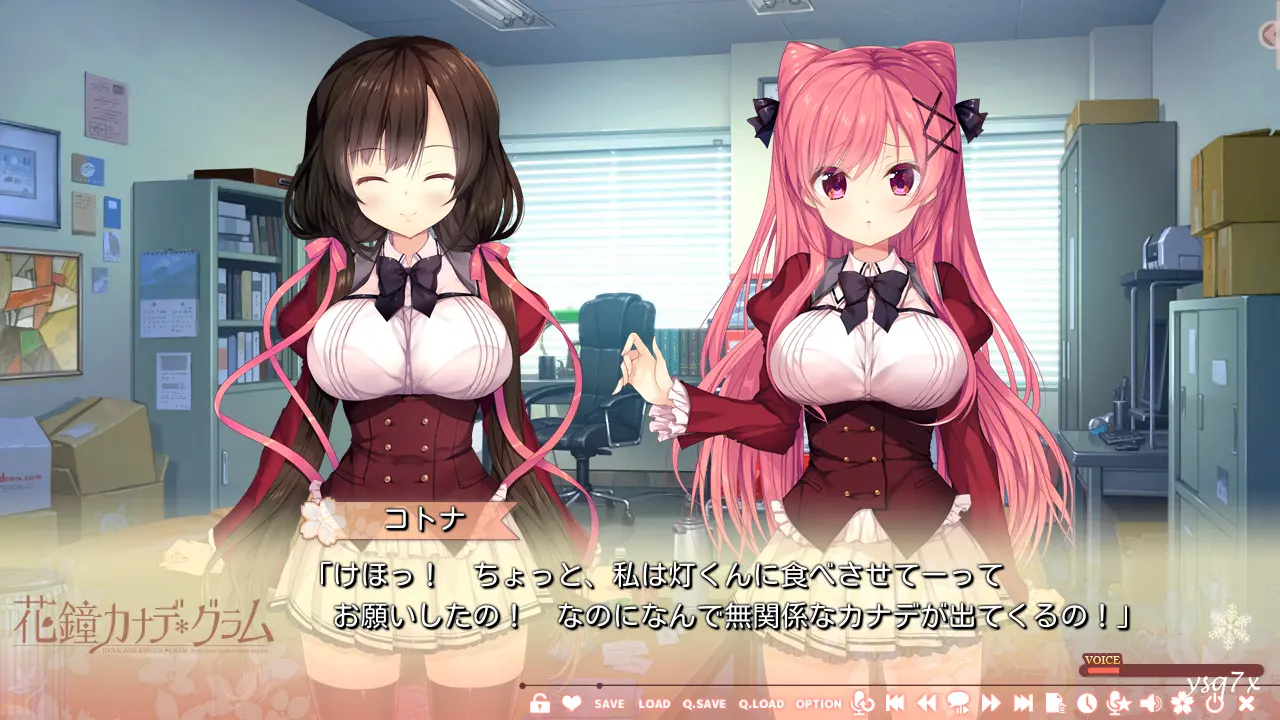 コトナ
「けほっ！　ちょっと、私は灯くんに食べさせてーって
お願いしたの！　なのになんで無関係なカナデが出てくるの！」
花鐘カナデ*グラム
VOICE
ysq7x
SAVE LOAD Q.SAVE Q.LOAD OPTION